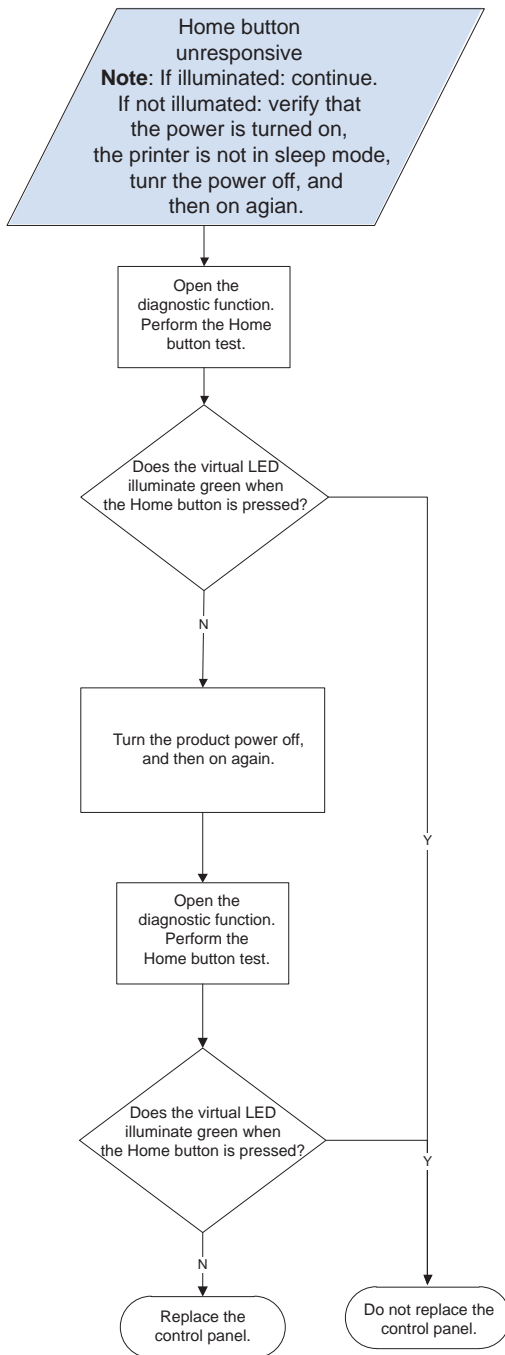 Home button
unresponsive
Note: If illuminated: continue.
If not illumated: verify that
the power is turned on,
the printer is not in sleep mode,
tunr the power off, and
then on agian.
Open the
diagnostic function.
Perform the Home
button test.
Does the virtual LED
illuminate green when
the Home button is pressed?
N
Turn the product power off,
and then on again.
Y
Open the
diagnostic function.
Perform the
Home button test.
Does the virtual LED
illuminate green when
the Home button is pressed?
Y
N
Replace the
control panel.
Do not replace the
control panel.